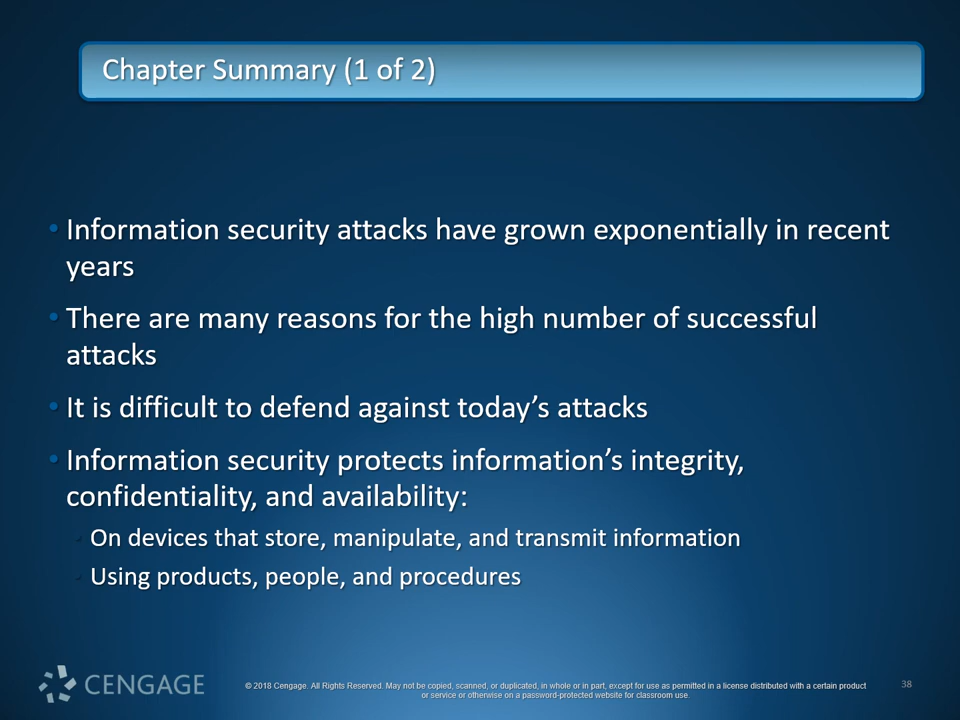 Chapter Summary (1 of 2)
• Information security attacks have grown exponentially in recent
years
• There are many reasons for the high number of successful
attacks
• It is difficult to defend against today’s attacks
• Information security protects information’s integrity,
confidentiality, and availability:
• On devices that store, manipulate, and transmit information
• Using products, people, and procedures
CENGAGE
© 2018 Cengage. All Rights Reserved. May not be copied, scanned, or duplicated, in whole or in part, except for use as permitted in a license distributed with a certain product
or service or otherwise on a password-protected website for classroom use.
38